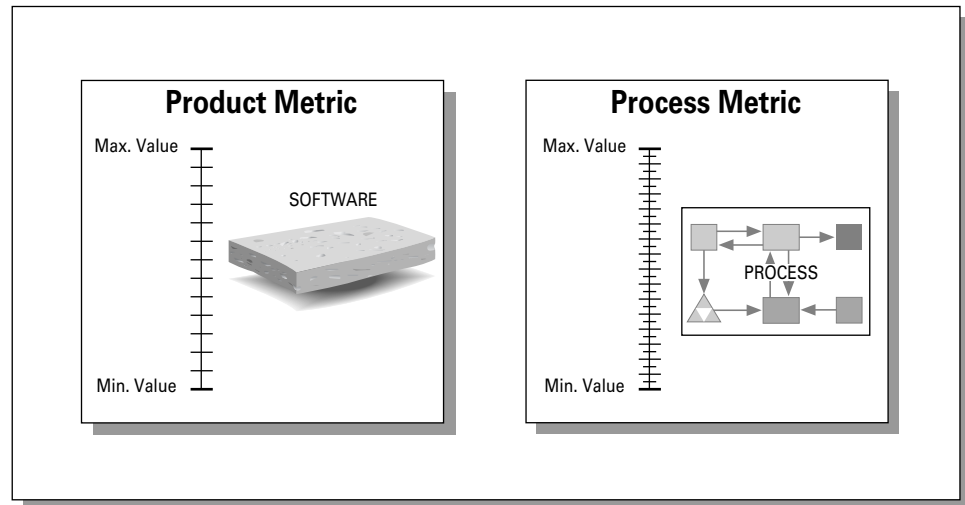 Product Metric
Max. Value
SOFTWARE
Min. Value
Process Metric
Max. Value
PROCESS
Min. Value